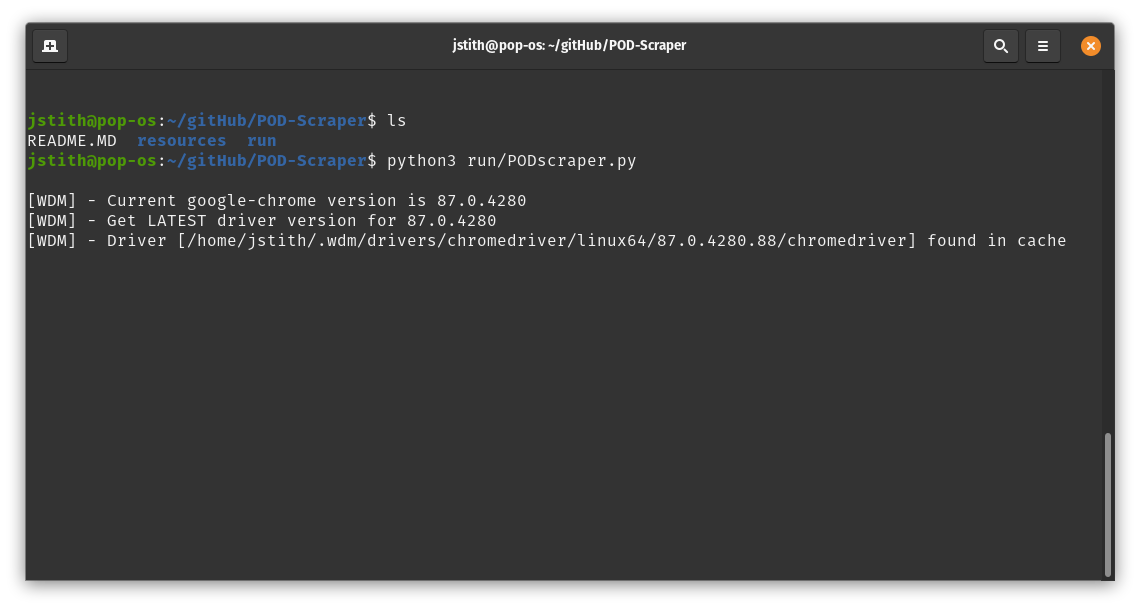 jstith@pop-os: ~/gitHub/POD-Scraper
jstith@pop-os:~/gitHub/POD-Scraper$ ls
README.MD  resources  run
jstith@pop-os:~/gitHub/POD-Scraper$ python3 run/PODscraper.py
[WDM] - Current google-chrome version is 87.0.4280
[WDM] - Get LATEST driver version for 87.0.4280
[WDM] - Driver [/home/jstith/.wdm/drivers/chromedriver/linux64/87.0.4280.88/chromedriver] found in cache